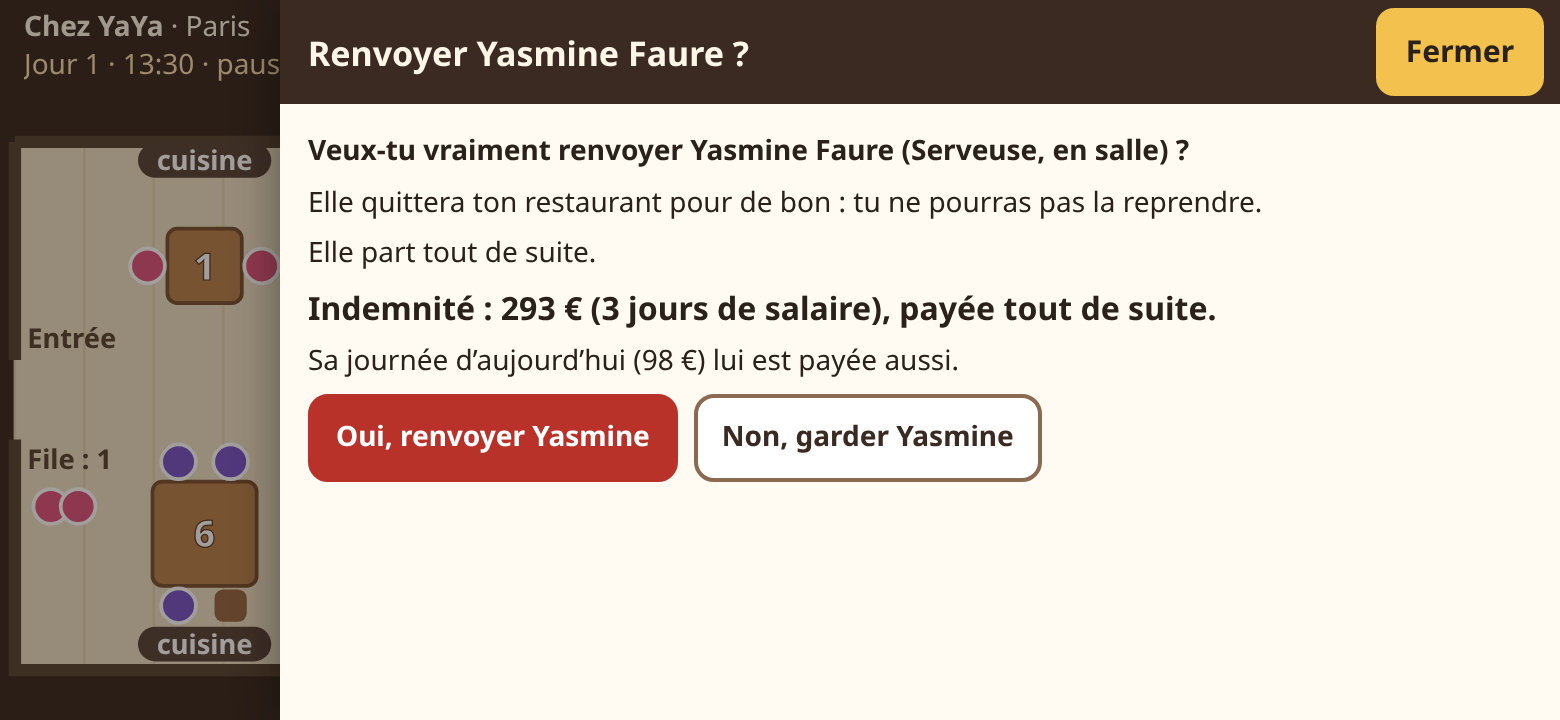 Chez YaYa · Paris
Jour 1 · 13:30 · paus
cuisine
1
Entrée
File : 1
6
cuisine
Renvoyer Yasmine Faure ?
Fermer
Veux-tu vraiment renvoyer Yasmine Faure (Serveuse, en salle) ?
Elle quittera ton restaurant pour de bon : tu ne pourras pas la reprendre.
Elle part tout de suite.
Indemnité : 293 € (3 jours de salaire), payée tout de suite.
Sa journée d’aujourd’hui (98 €) lui est payée aussi.
Oui, renvoyer Yasmine
Non, garder Yasmine